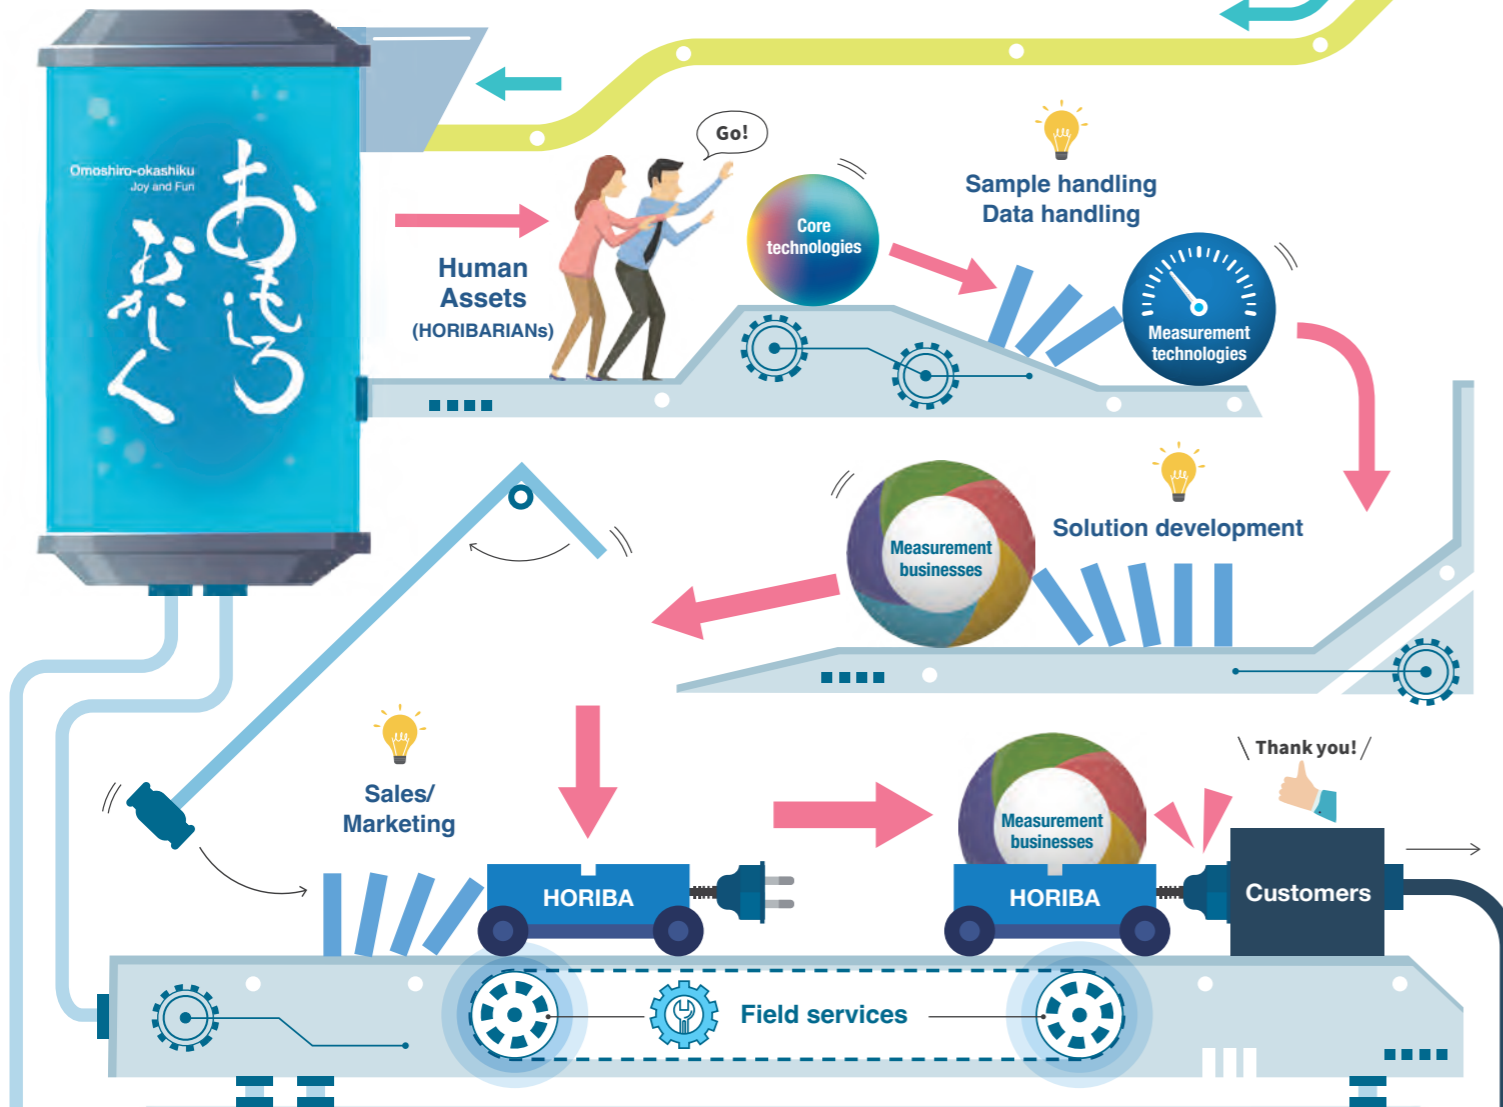 Omoshiro-okashiku
Joy and Fun
おもしろ
おかしく
Human
Assets
(HORIBARIANs)
Go!
Core
technologies
Sample handling
Data handling
Measurement
technologies
Solution development
Measurement
businesses
Sales/
Marketing
HORIBA
Measurement
businesses
HORIBA
Thank you!
Customers
Field services